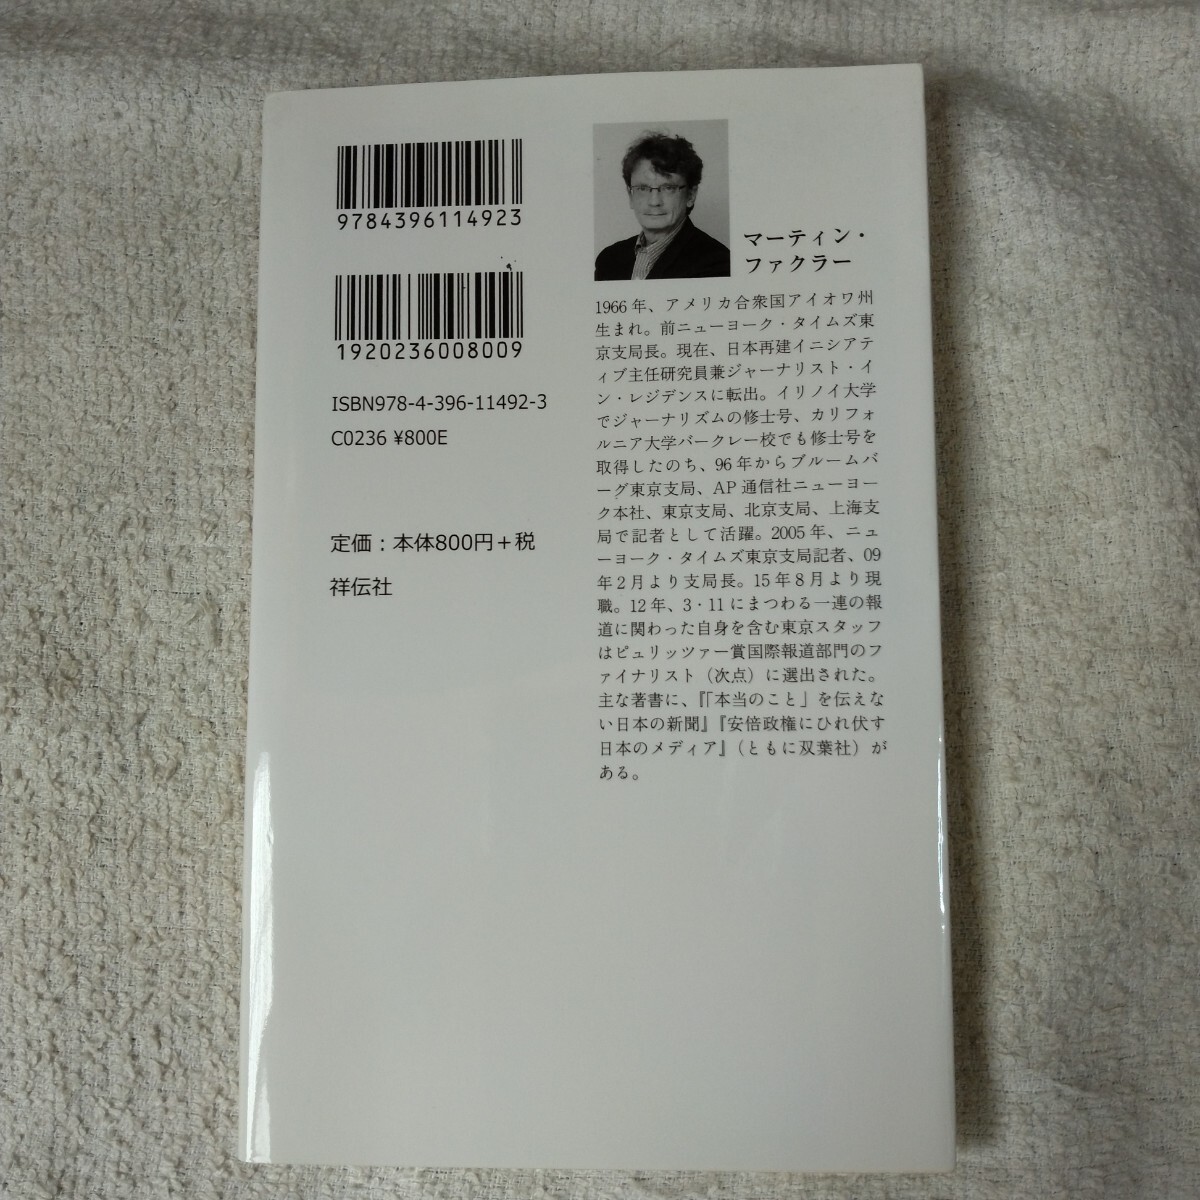 9784396114923
1920236008009
ISBN978-4-396-11492-3
C0236 ¥800E
定価：本体800円＋税
祥伝社
マーティン・
ファクラー
1966年、アメリカ合衆国アイオワ州
生まれ。前ニューヨーク・タイムズ東
京支局長。現在、日本再建イニシアテ
ィブ主任研究員兼ジャーナリスト・イ
ン・レジデンスに転出。イリノイ大学
でジャーナリズムの修士号、カリフォ
ルニア大学バークレー校でも修士号を
取得したのち、96年からブルームバ
ーグ東京支局、AP通信社ニューヨー
ク本社、東京支局、北京支局、上海支
局で記者として活躍。2005年、ニュ
ーヨーク・タイムズ東京支局記者、09
年2月より支局長。15年8月より現
職。12年、3・11にまつわる一連の報
道に関わった自身を含む東京スタッフ
はピュリッツァー賞国際報道部門のフ
ァイナリスト（次点）に選出された。
主な著書に、『「本当のこと」を伝えな
い日本の新聞』『安倍政権にひれ伏す
日本のメディア』（ともに双葉社）が
ある。